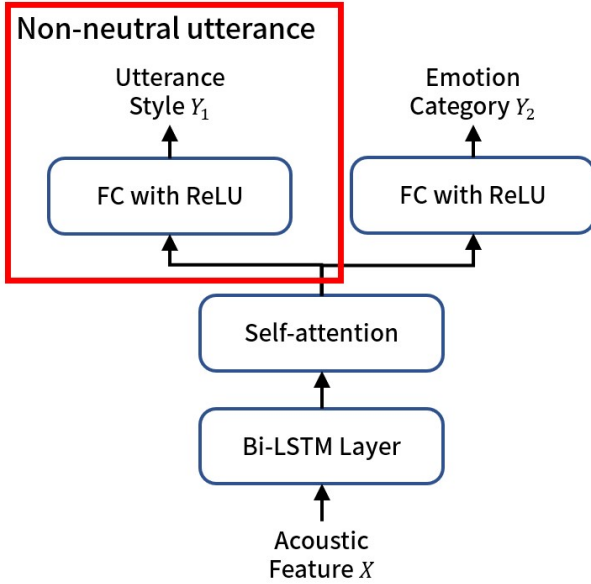 Non-neutral utterance
Utterance
Style Y₁
Emotion
Category Y₂
FC with ReLU
FC with ReLU
Self-attention
Bi-LSTM Layer
Acoustic
Feature X